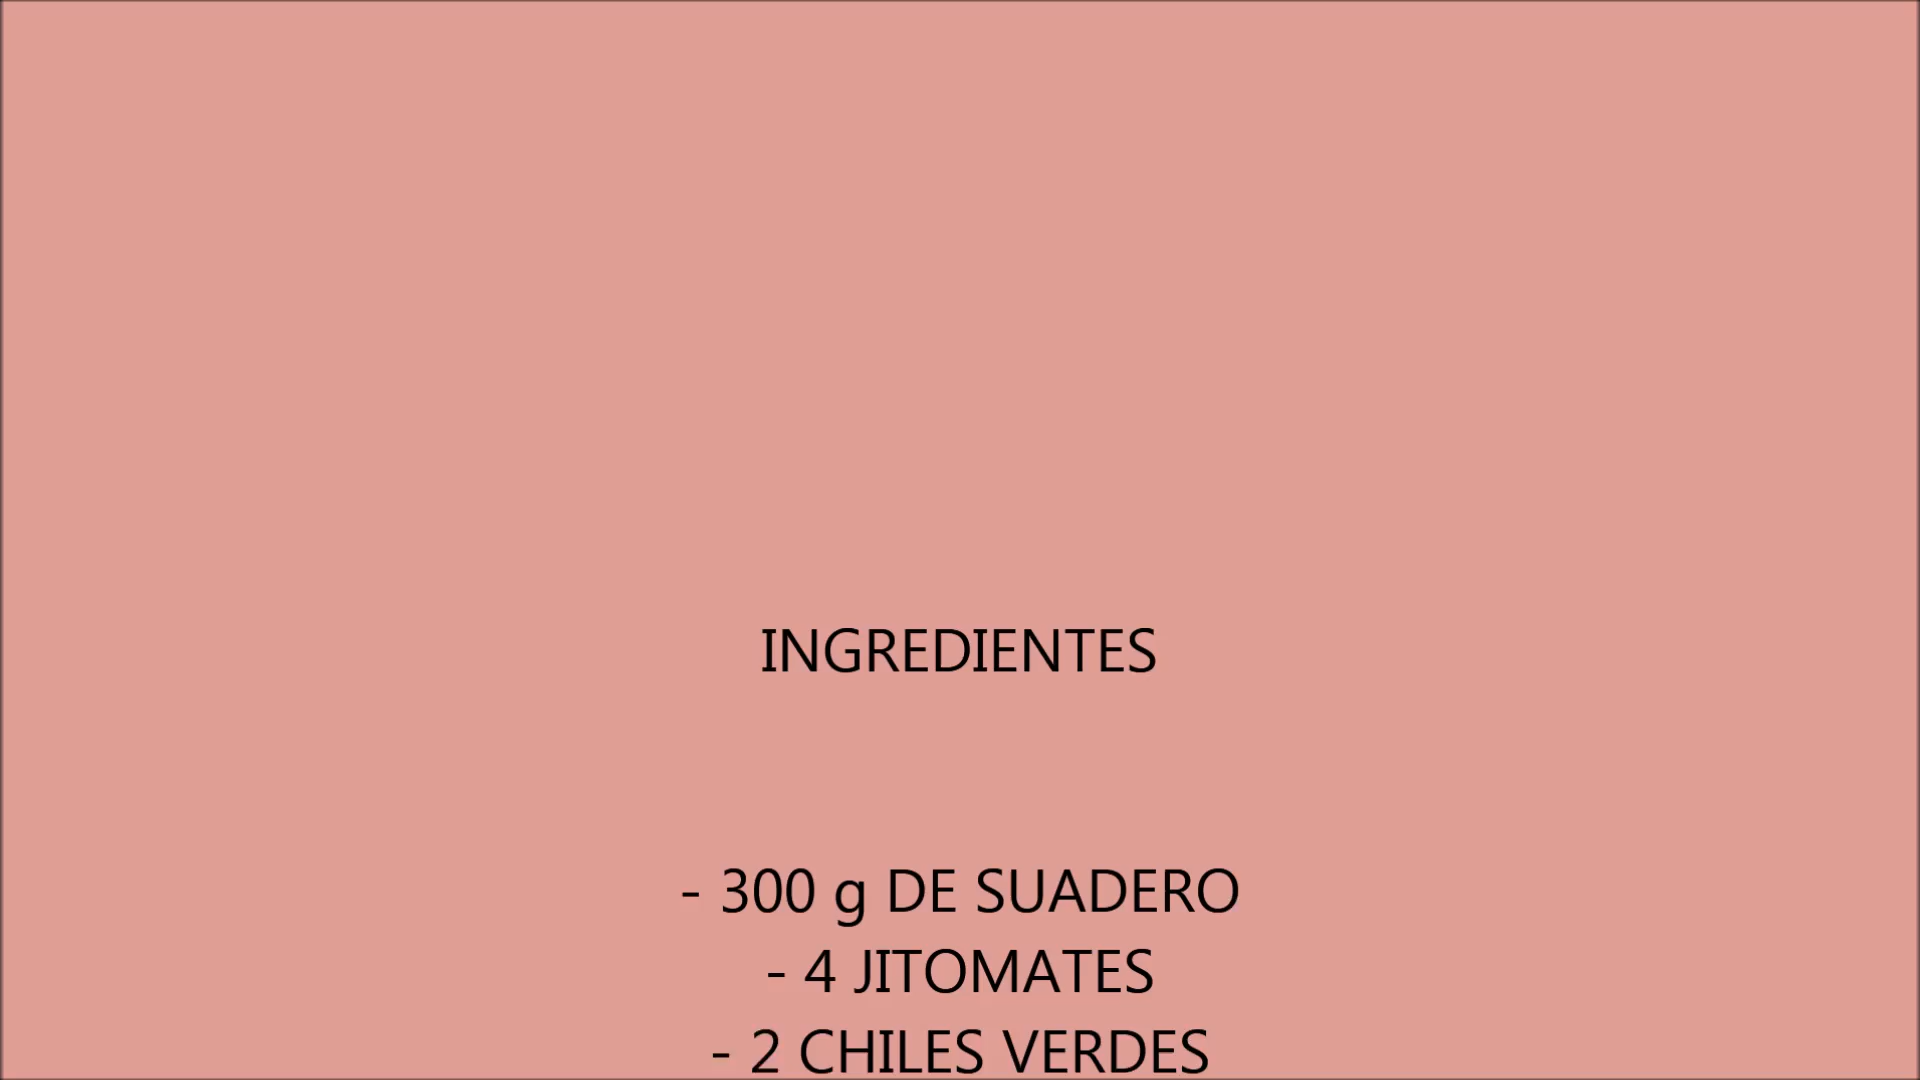 INGREDIENTES
- 300 g DE SUADERO
- 4 JITOMATES
- 2 CHILES VERDES